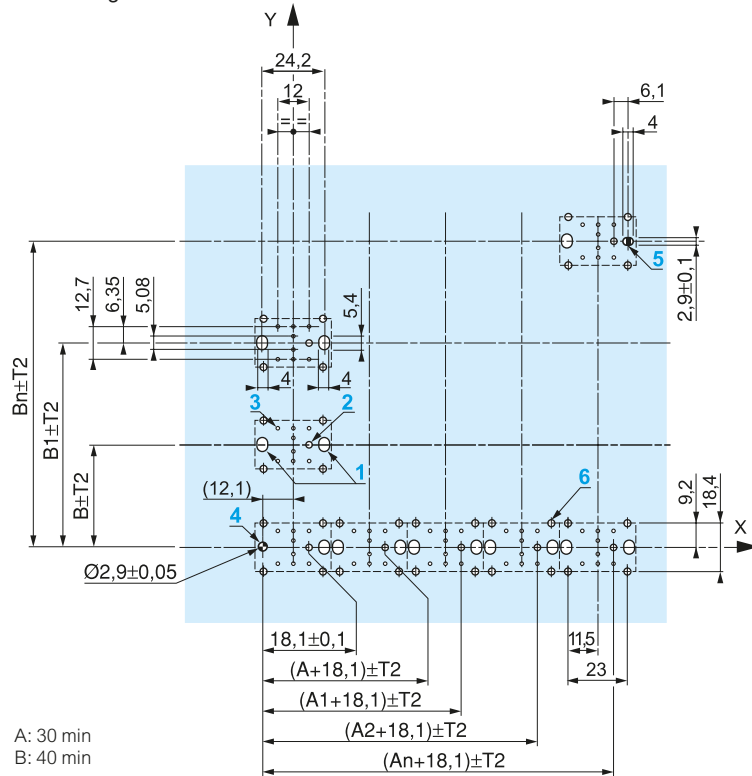 Y
24,2
12
= =
6,1
4
5
2,9±0,1
12,7
6,35
5,08
5,4
4
4
Bn±T2
B1±T2
B±T2
3
2
1
(12,1)
4
6
9,2
18,4
X
Ø2,9±0,05
18,1±0,1
11,5
(A+18,1)±T2
23
(A1+18,1)±T2
(A2+18,1)±T2
(An+18,1)±T2
A: 30 min
B: 40 min